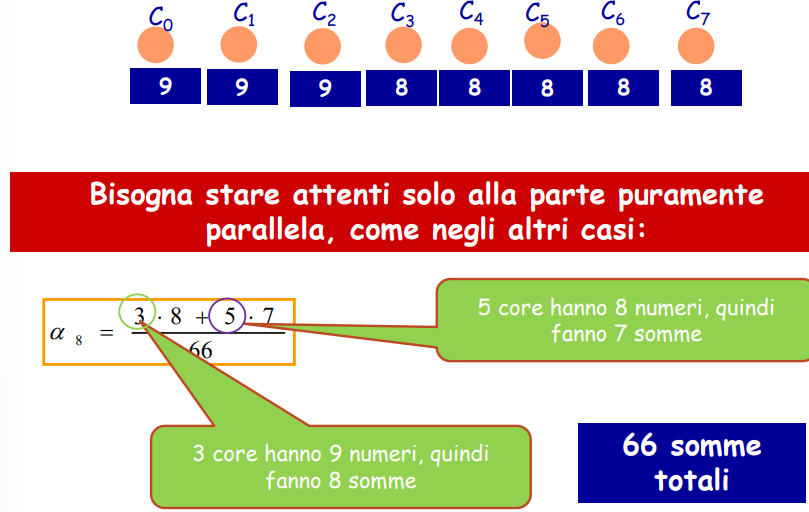 C0 C1 C2 C3 C4 C5 C6 C7
9 9 9 8 8 8 8 8
Bisogna stare attenti solo alla parte puramente
parallela, come negli altri casi:
α 8 = 3 · 8 + 5 · 7
66
5 core hanno 8 numeri, quindi
fanno 7 somme
3 core hanno 9 numeri, quindi
fanno 8 somme
66 somme
totali